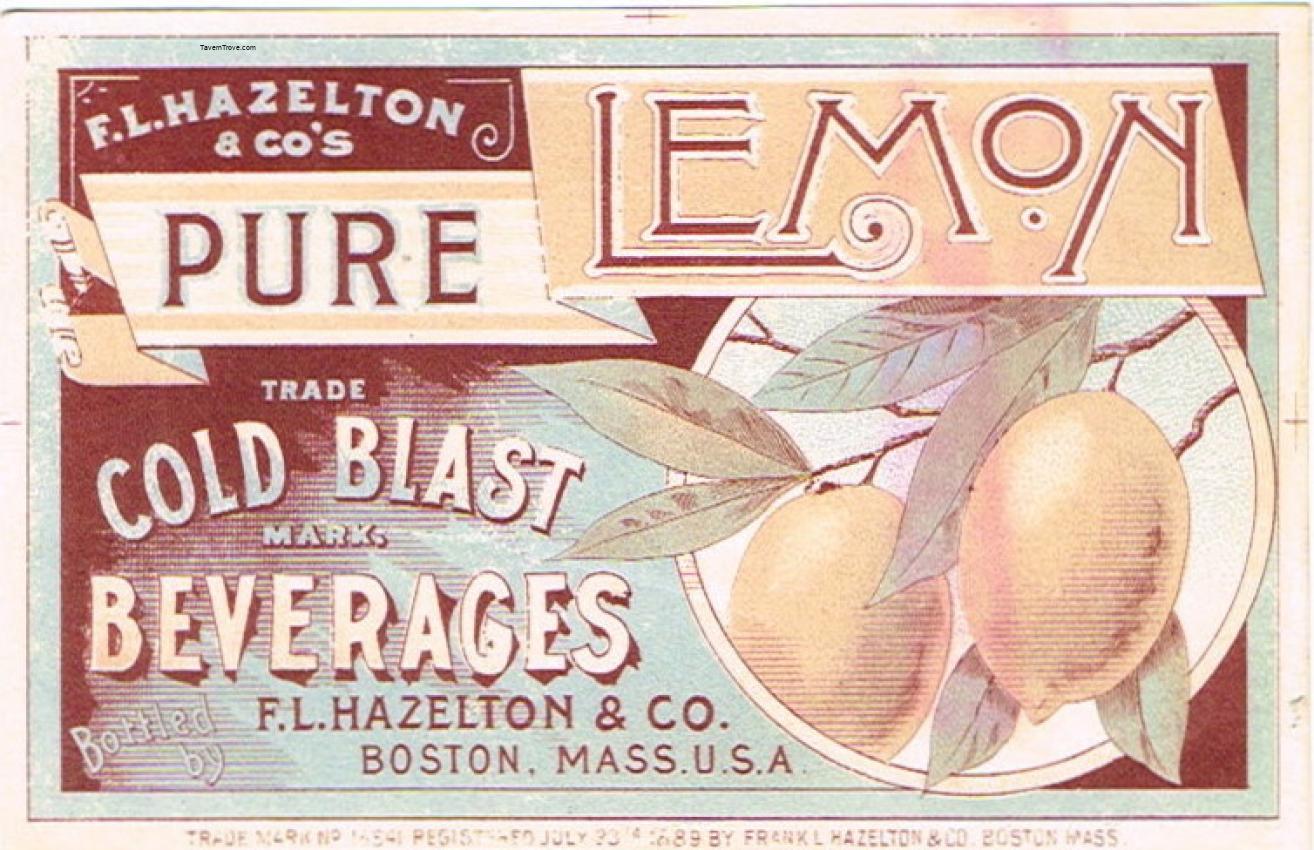 TavernTrove.com
F.L.HAZELTON
& CO'S
PURE
LEMON
TRADE
COLD BLAST
MARK.
BEVERAGES
Bottled
by
F.L.HAZELTON & CO.
BOSTON, MASS.U.S.A.
TRADE MARK Nº REGISTERED JULY 23ʳᵈ 1889 BY FRANK L HAZELTON & CO. BOSTON MASS.